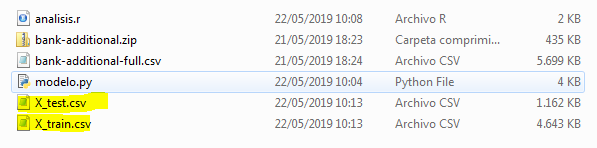 analisis.r 22/05/2019 10:08 Archivo R 2 KB
bank-additional.zip 21/05/2019 18:23 Carpeta comprimi... 435 KB
bank-additional-full.csv 21/05/2019 18:24 Archivo CSV 5.699 KB
modelo.py 22/05/2019 10:04 Python File 4 KB
X_test.csv 22/05/2019 10:13 Archivo CSV 1.162 KB
X_train.csv 22/05/2019 10:13 Archivo CSV 4.643 KB